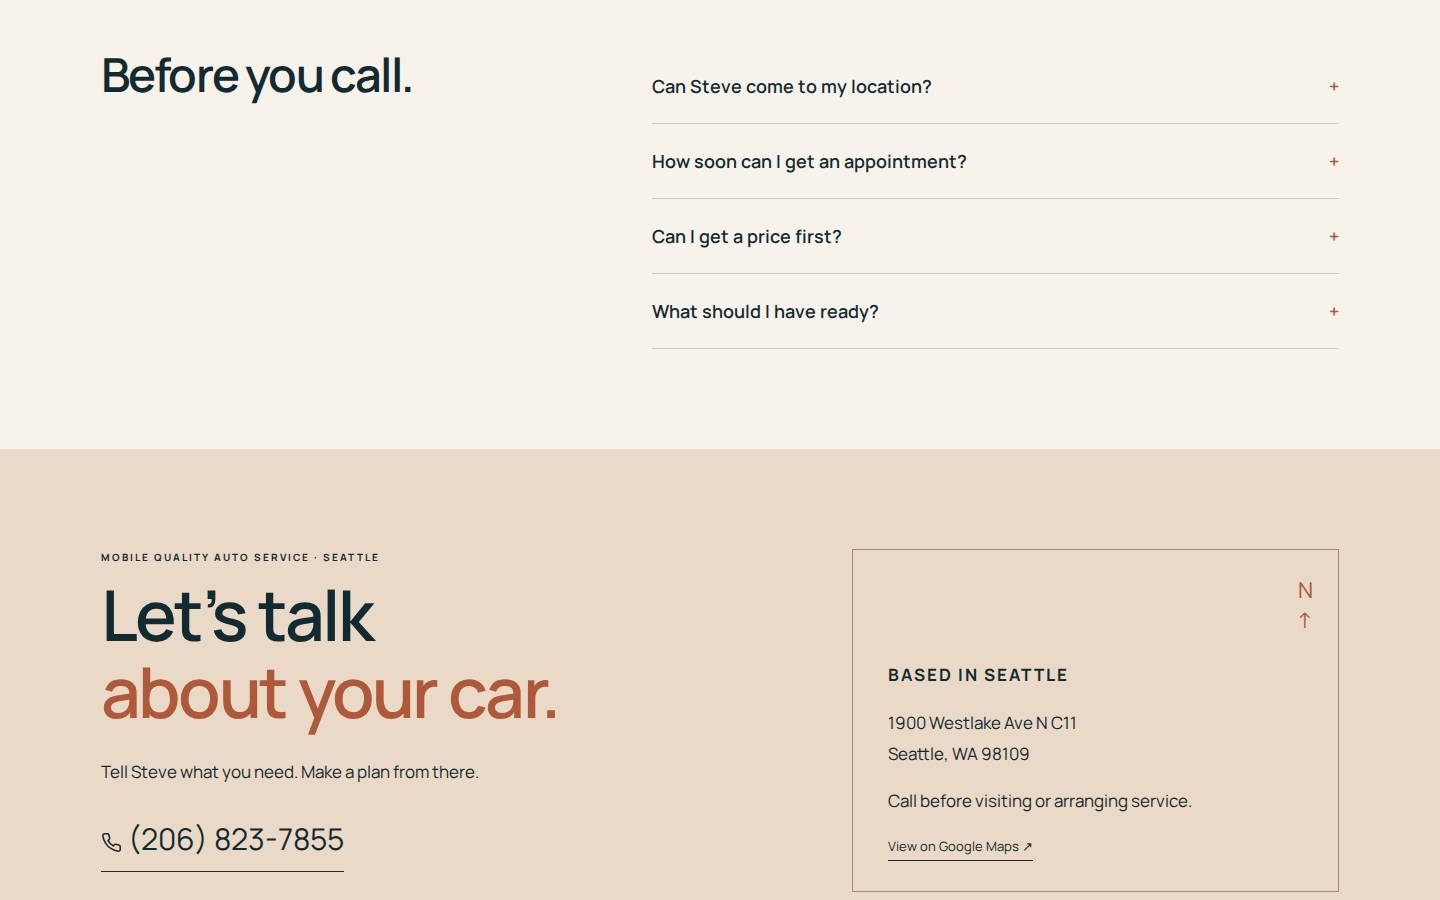 Before you call.
Can Steve come to my location? +
How soon can I get an appointment? +
Can I get a price first? +
What should I have ready? +
MOBILE QUALITY AUTO SERVICE · SEATTLE
Let’s talk
about your car.
Tell Steve what you need. Make a plan from there.
(206) 823-7855
N
↑
BASED IN SEATTLE
1900 Westlake Ave N C11
Seattle, WA 98109
Call before visiting or arranging service.
View on Google Maps ↗